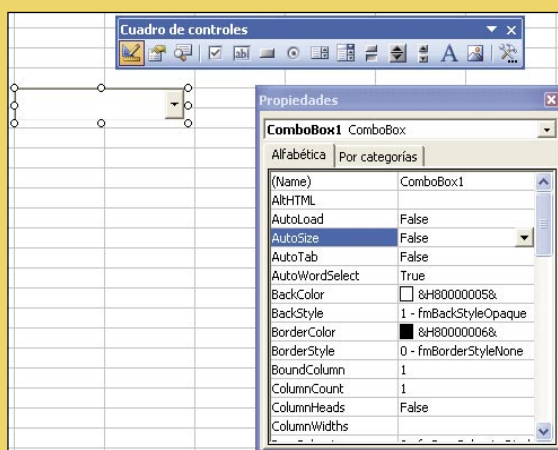 Cuadro de controles
Propiedades
ComboBox1 ComboBox
Alfabética Por categorías
(Name) ComboBox1
AltHTML
AutoLoad False
AutoSize False
AutoTab False
AutoWordSelect True
BackColor &H80000005&
BackStyle 1 - fmBackStyleOpaque
BorderColor &H80000006&
BorderStyle 0 - fmBorderStyleNone
BoundColumn 1
ColumnCount 1
ColumnHeads False
ColumnWidths